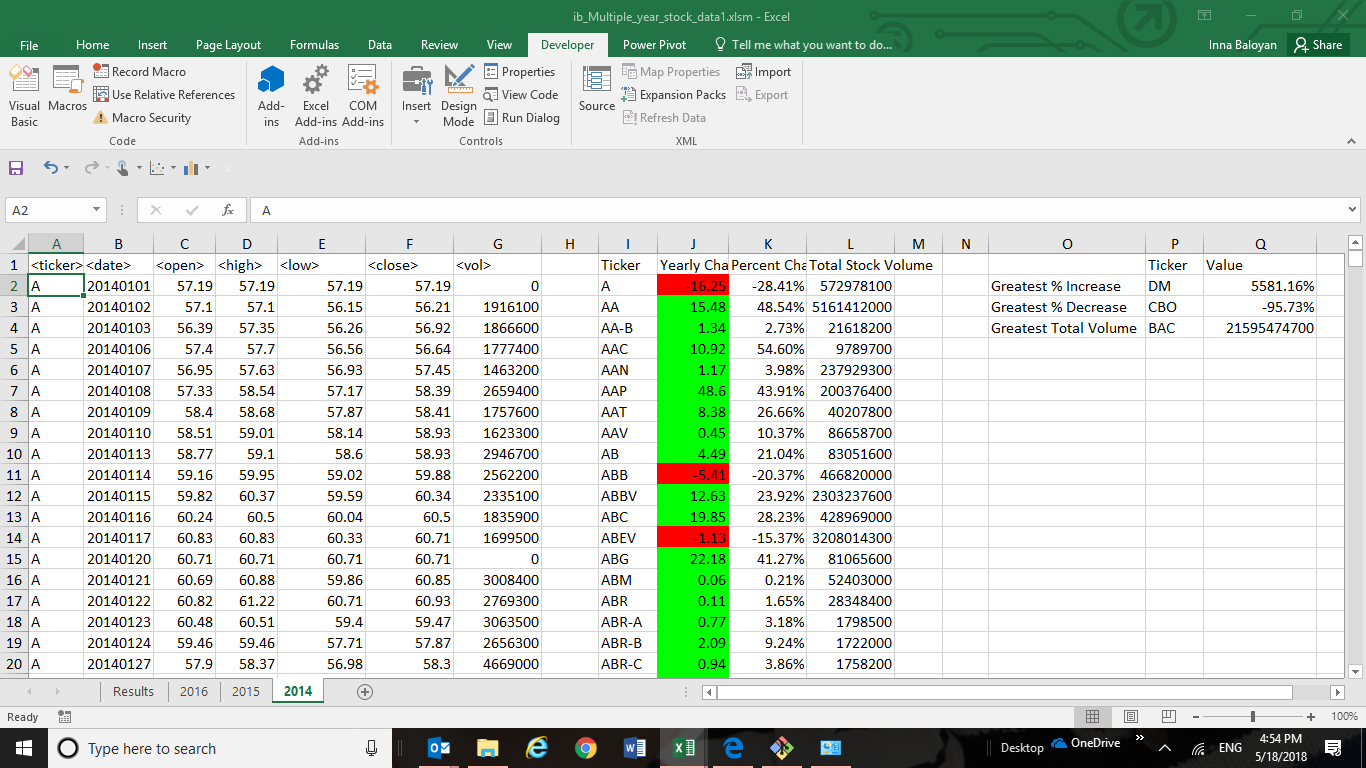 ib_Multiple_year_stock_data1.xlsm - Excel
File Home Insert Page Layout Formulas Data Review View Developer Power Pivot Tell me what you want to do... Inna Baloyan Share
Visual Basic
Macros
Record Macro
Use Relative References
Macro Security
Code
Add-ins
Excel Add-ins
COM Add-ins
Add-ins
Insert
Design Mode
Properties
View Code
Run Dialog
Controls
Source
Map Properties
Expansion Packs
Refresh Data
Import
Export
XML
A2 fx A
A B C D E F G H I J K L M N O P Q
1 <ticker> <date> <open> <high> <low> <close> <vol> Ticker Yearly Cha Percent Cha Total Stock Volume Ticker Value
2 A 20140101 57.19 57.19 57.19 57.19 0 A -16.25 -28.41% 572978100 Greatest % Increase DM 5581.16%
3 A 20140102 57.1 57.1 56.15 56.21 1916100 AA 15.48 48.54% 5161412000 Greatest % Decrease CBO -95.73%
4 A 20140103 56.39 57.35 56.26 56.92 1866600 AA-B 1.34 2.73% 21618200 Greatest Total Volume BAC 21595474700
5 A 20140106 57.4 57.7 56.56 56.64 1777400 AAC 10.92 54.60% 9789700
6 A 20140107 56.95 57.63 56.93 57.45 1463200 AAN 1.17 3.98% 237929300
7 A 20140108 57.33 58.54 57.17 58.39 2659400 AAP 48.6 43.91% 200376400
8 A 20140109 58.4 58.68 57.87 58.41 1757600 AAT 8.38 26.66% 40207800
9 A 20140110 58.51 59.01 58.14 58.93 1623300 AAV 0.45 10.37% 86658700
10 A 20140113 58.77 59.1 58.6 58.93 2946700 AB 4.49 21.04% 83051600
11 A 20140114 59.16 59.95 59.02 59.88 2562200 ABB -5.41 -20.37% 466820000
12 A 20140115 59.82 60.37 59.59 60.34 2335100 ABBV 12.63 23.92% 2303237600
13 A 20140116 60.24 60.5 60.04 60.5 1835900 ABC 19.85 28.23% 428969000
14 A 20140117 60.83 60.83 60.33 60.71 1699500 ABEV -1.13 -15.37% 3208014300
15 A 20140120 60.71 60.71 60.71 60.71 0 ABG 22.18 41.27% 81065600
16 A 20140121 60.69 60.88 59.86 60.85 3008400 ABM 0.06 0.21% 52403000
17 A 20140122 60.82 61.22 60.71 60.93 2769300 ABR 0.11 1.65% 28348400
18 A 20140123 60.48 60.51 59.4 59.47 3063500 ABR-A 0.77 3.18% 1798500
19 A 20140124 59.46 59.46 57.71 57.87 2656300 ABR-B 2.09 9.24% 1722000
20 A 20140127 57.9 58.37 56.98 58.3 4669000 ABR-C 0.94 3.86% 1758200
Results 2016 2015 2014
Ready 100%
Type here to search Desktop OneDrive ENG 4:54 PM
5/18/2018